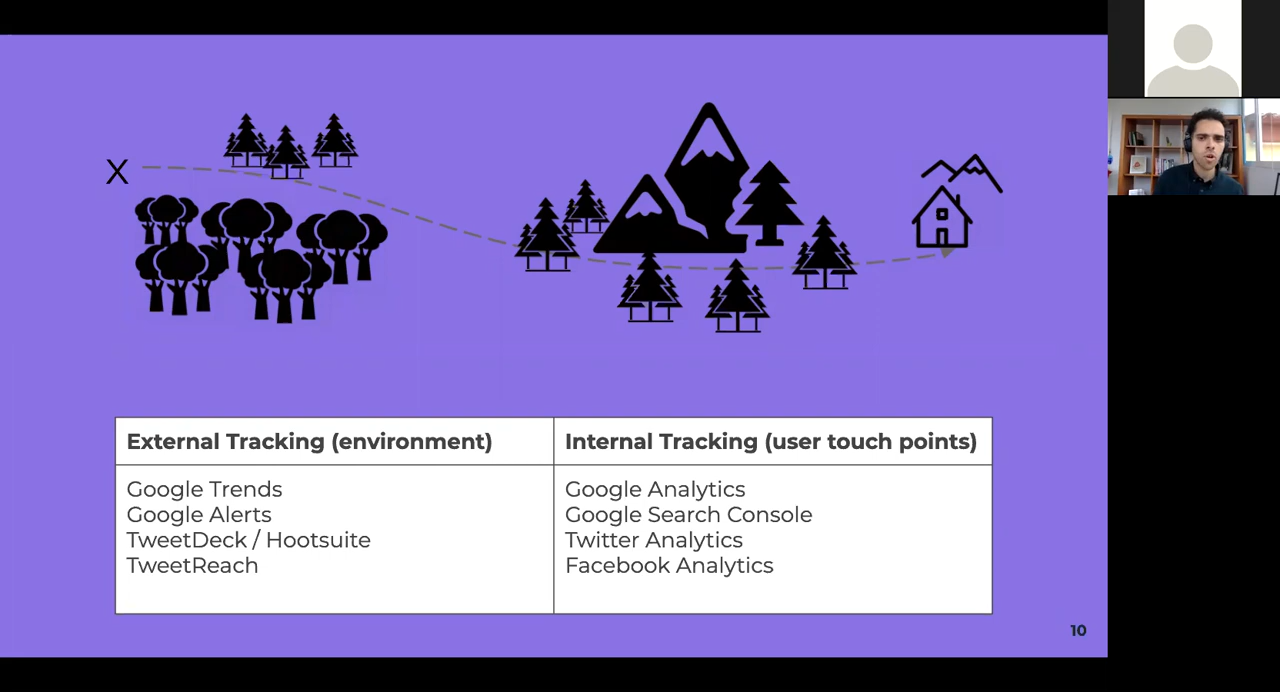 X
External Tracking (environment)
Internal Tracking (user touch points)
Google Trends
Google Alerts
TweetDeck / Hootsuite
TweetReach
Google Analytics
Google Search Console
Twitter Analytics
Facebook Analytics
10